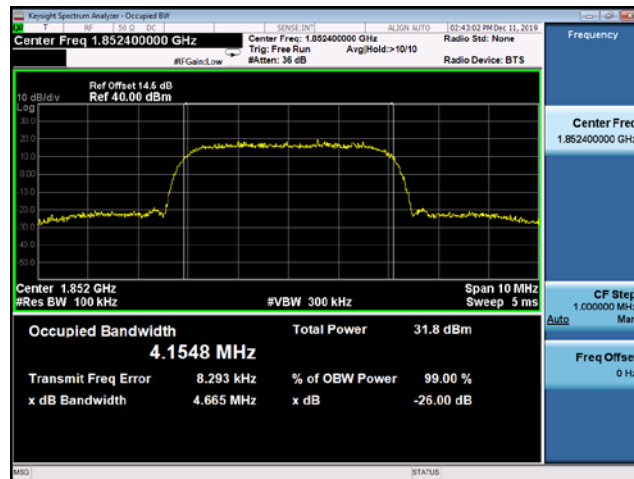 Keysight Spectrum Analyzer - Occupied BW
T RF 50 Ω DC SENSE:INT ALIGN AUTO 02:43:02 PM Dec 11, 2019
Center Freq 1.852400000 GHz
Center Freq: 1.852400000 GHz Radio Std: None
Trig: Free Run Avg|Hold:>10/10
#IFGain:Low #Atten: 36 dB Radio Device: BTS
Ref Offset 14.5 dB
10 dB/div Ref 40.00 dBm
Log
30.0
20.0
10.0
0.00
-10.0
-20.0
-30.0
-40.0
-50.0
Center 1.852 GHz Span 10 MHz
#Res BW 100 kHz #VBW 300 kHz Sweep 5 ms
Occupied Bandwidth Total Power 31.8 dBm
4.1548 MHz
Transmit Freq Error 8.293 kHz % of OBW Power 99.00 %
x dB Bandwidth 4.665 MHz x dB -26.00 dB
MSG STATUS
Frequency
Center Freq
1.852400000 GHz
CF Step
1.000000 MHz
Auto Man
Freq Offset
0 Hz